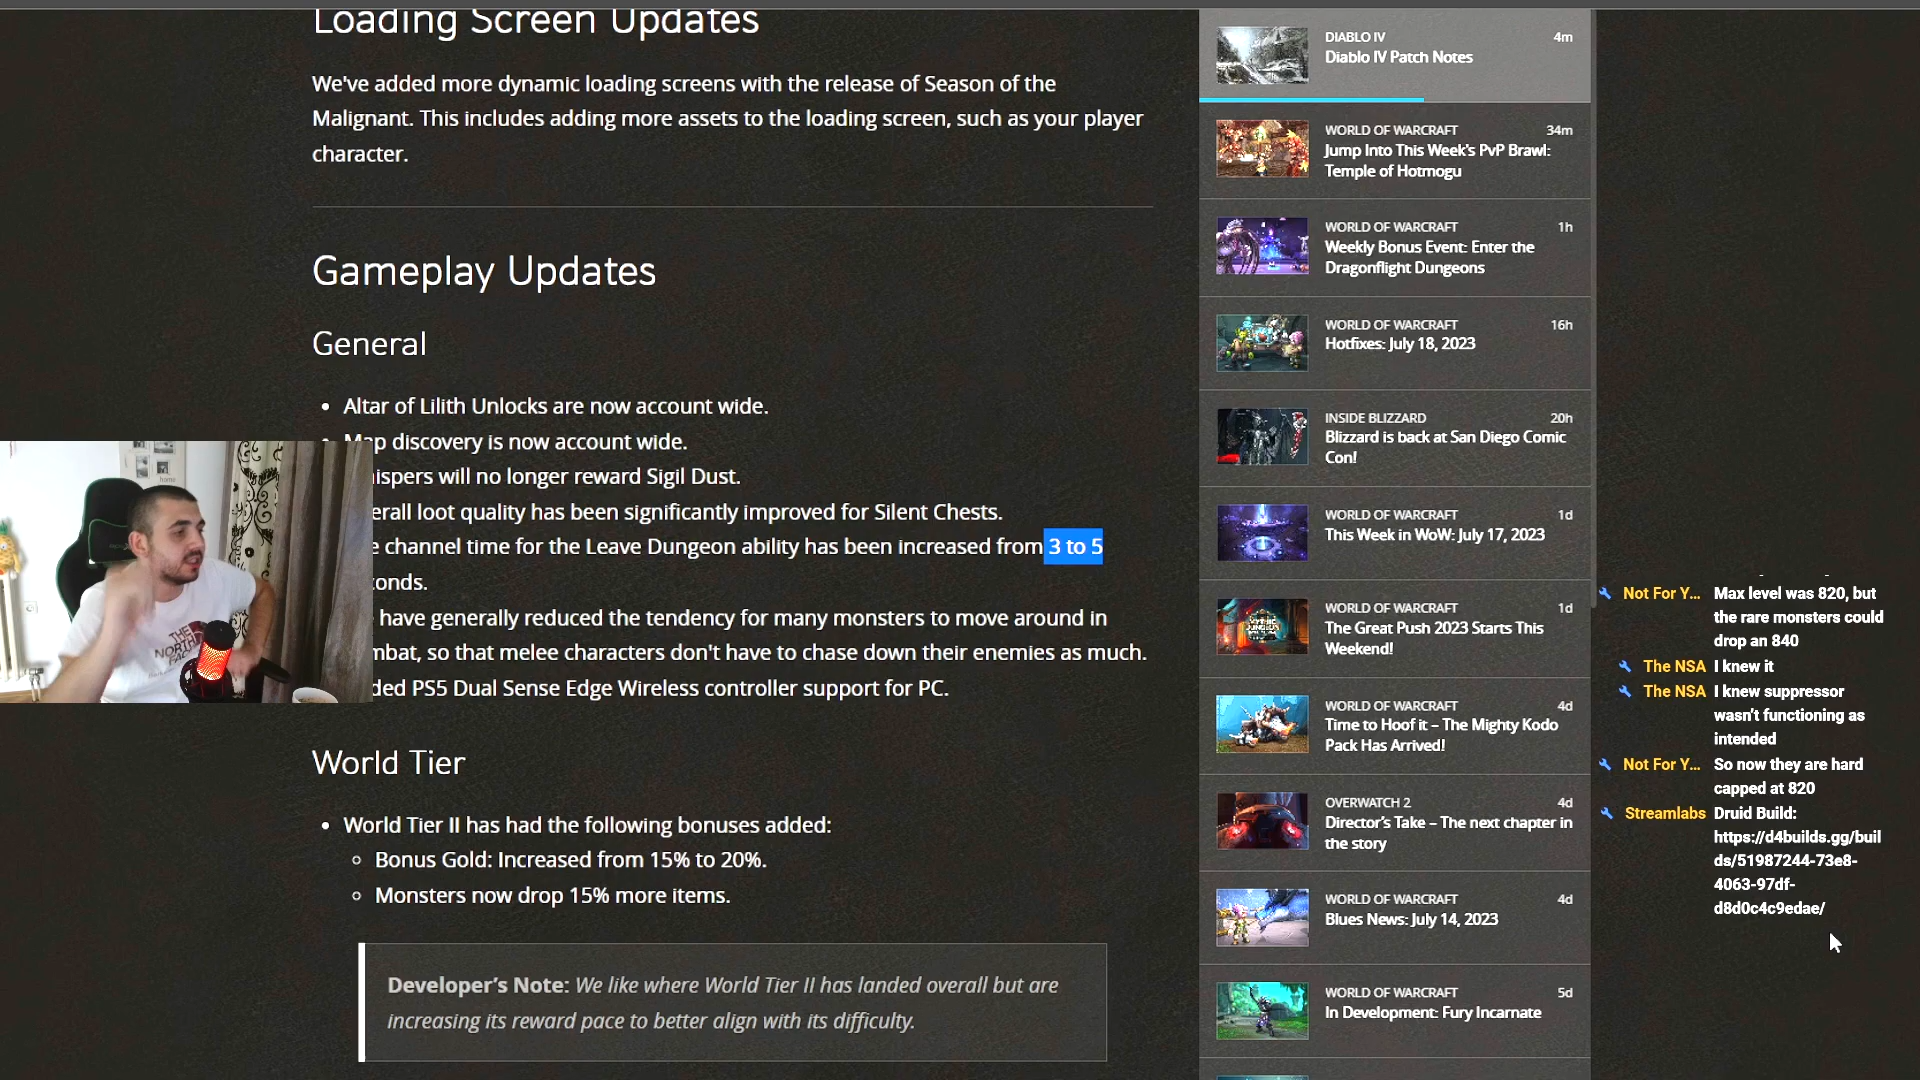 Loading Screen Updates
We've added more dynamic loading screens with the release of Season of the
Malignant. This includes adding more assets to the loading screen, such as your player
character.
Gameplay Updates
General
Altar of Lilith Unlocks are now account wide.
Map discovery is now account wide.
ispers will no longer reward Sigil Dust.
erall loot quality has been significantly improved for Silent Chests.
e channel time for the Leave Dungeon ability has been increased from 3 to 5
conds.
have generally reduced the tendency for many monsters to move around in
mbat, so that melee characters don't have to chase down their enemies as much.
ded PS5 Dual Sense Edge Wireless controller support for PC.
World Tier
World Tier II has had the following bonuses added:
Bonus Gold: Increased from 15% to 20%.
Monsters now drop 15% more items.
Developer's Note: We like where World Tier II has landed overall but are
increasing its reward pace to better align with its difficulty.
DIABLO IV 4m
Diablo IV Patch Notes
WORLD OF WARCRAFT 34m
Jump Into This Week's PvP Brawl:
Temple of Hotmogu
WORLD OF WARCRAFT 1h
Weekly Bonus Event: Enter the
Dragonflight Dungeons
WORLD OF WARCRAFT 16h
Hotfixes: July 18, 2023
INSIDE BLIZZARD 20h
Blizzard is back at San Diego Comic
Con!
WORLD OF WARCRAFT 1d
This Week in WoW: July 17, 2023
WORLD OF WARCRAFT 1d
The Great Push 2023 Starts This
Weekend!
WORLD OF WARCRAFT 4d
Time to Hoof it – The Mighty Kodo
Pack Has Arrived!
OVERWATCH 2 4d
Director's Take – The next chapter in
the story
WORLD OF WARCRAFT 4d
Blues News: July 14, 2023
WORLD OF WARCRAFT 5d
In Development: Fury Incarnate
Not For Y... Max level was 820, but
the rare monsters could
drop an 840
The NSA I knew it
The NSA I knew suppressor
wasn't functioning as
intended
Not For Y... So now they are hard
capped at 820
Streamlabs Druid Build:
https://d4builds.gg/buil
ds/51987244-73e8-
4063-97df-
d8d0c4c9edae/
THE
NORTH